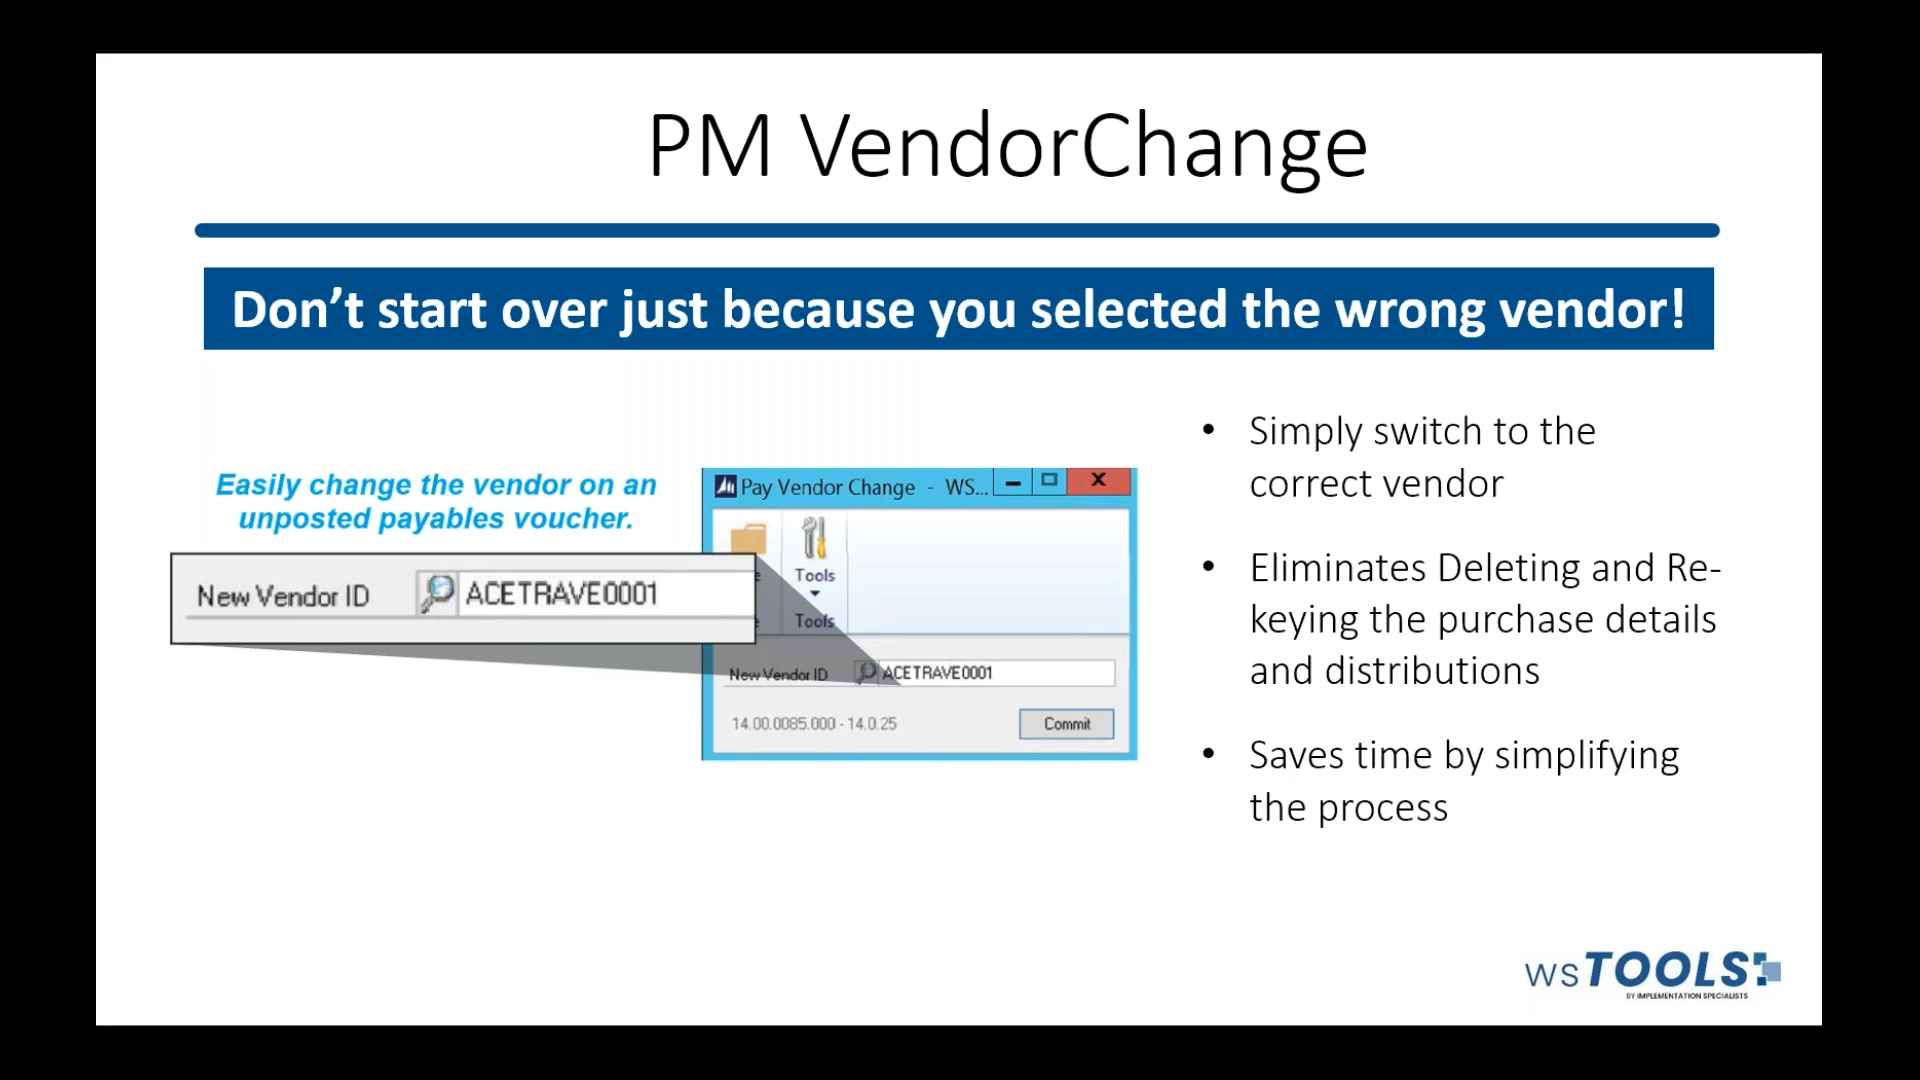 PM VendorChange
Don’t start over just because you selected the wrong vendor!
Easily change the vendor on an
unposted payables voucher.
New Vendor ID ACETRAVE0001
Pay Vendor Change - WS...
Tools
Tools
New Vendor ID ACETRAVE0001
14.00.0085.000 - 14.0.25
Commit
• Simply switch to the
correct vendor
• Eliminates Deleting and Re-
keying the purchase details
and distributions
• Saves time by simplifying
the process
wsTOOLS
BY IMPLEMENTATION SPECIALISTS